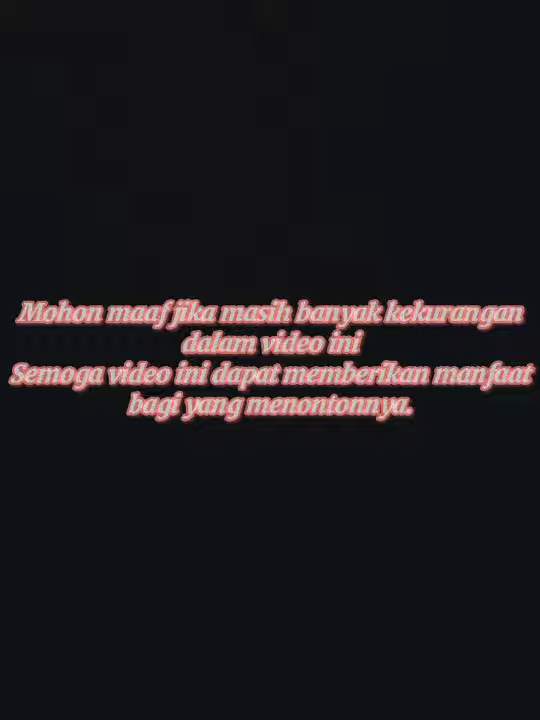 Mohon maaf jika masih banyak kekurangan
dalam video ini
Semoga video ini dapat memberikan manfaat
bagi yang menontonnya.